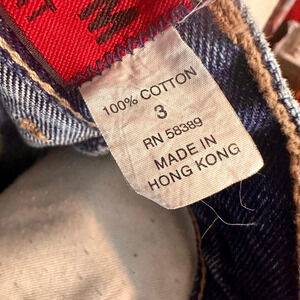 M
100% COTTON
3
RN 58389
MADE IN
HONG KONG